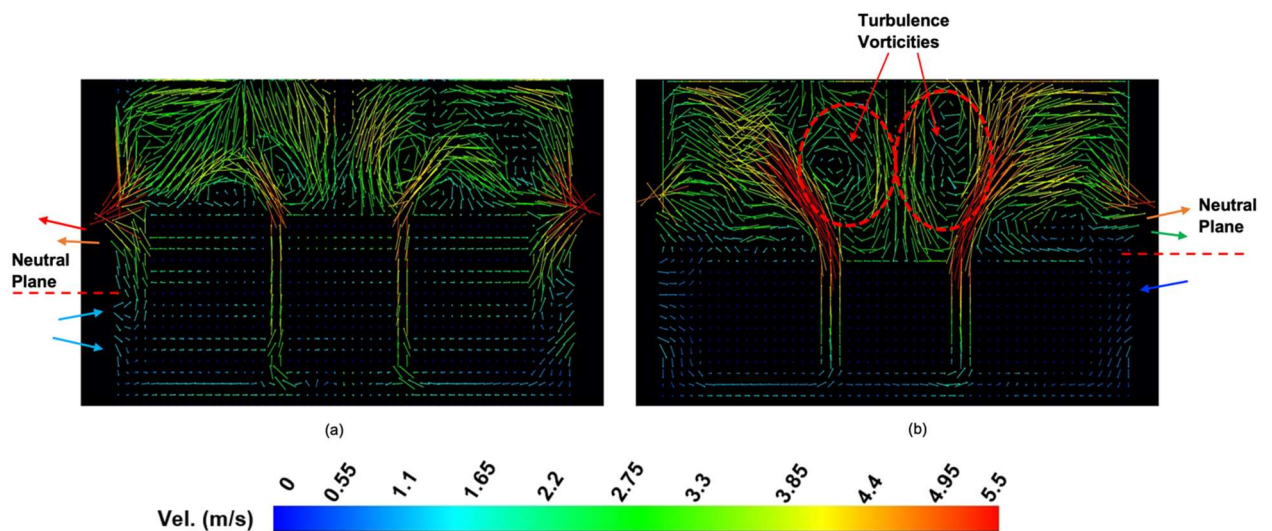 Turbulence
Vorticities
Neutral
Plane
Neutral
Plane
(a)
(b)
0
0.55
1.1
1.65
2.2
2.75
3.3
3.85
4.4
4.95
5.5
Vel. (m/s)